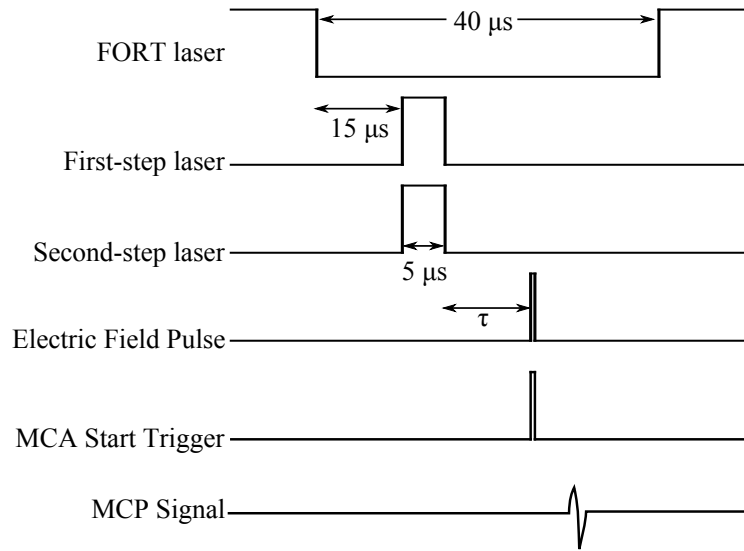 40 μs
FORT laser
15 μs
First-step laser
Second-step laser
5 μs
τ
Electric Field Pulse
MCA Start Trigger
MCP Signal